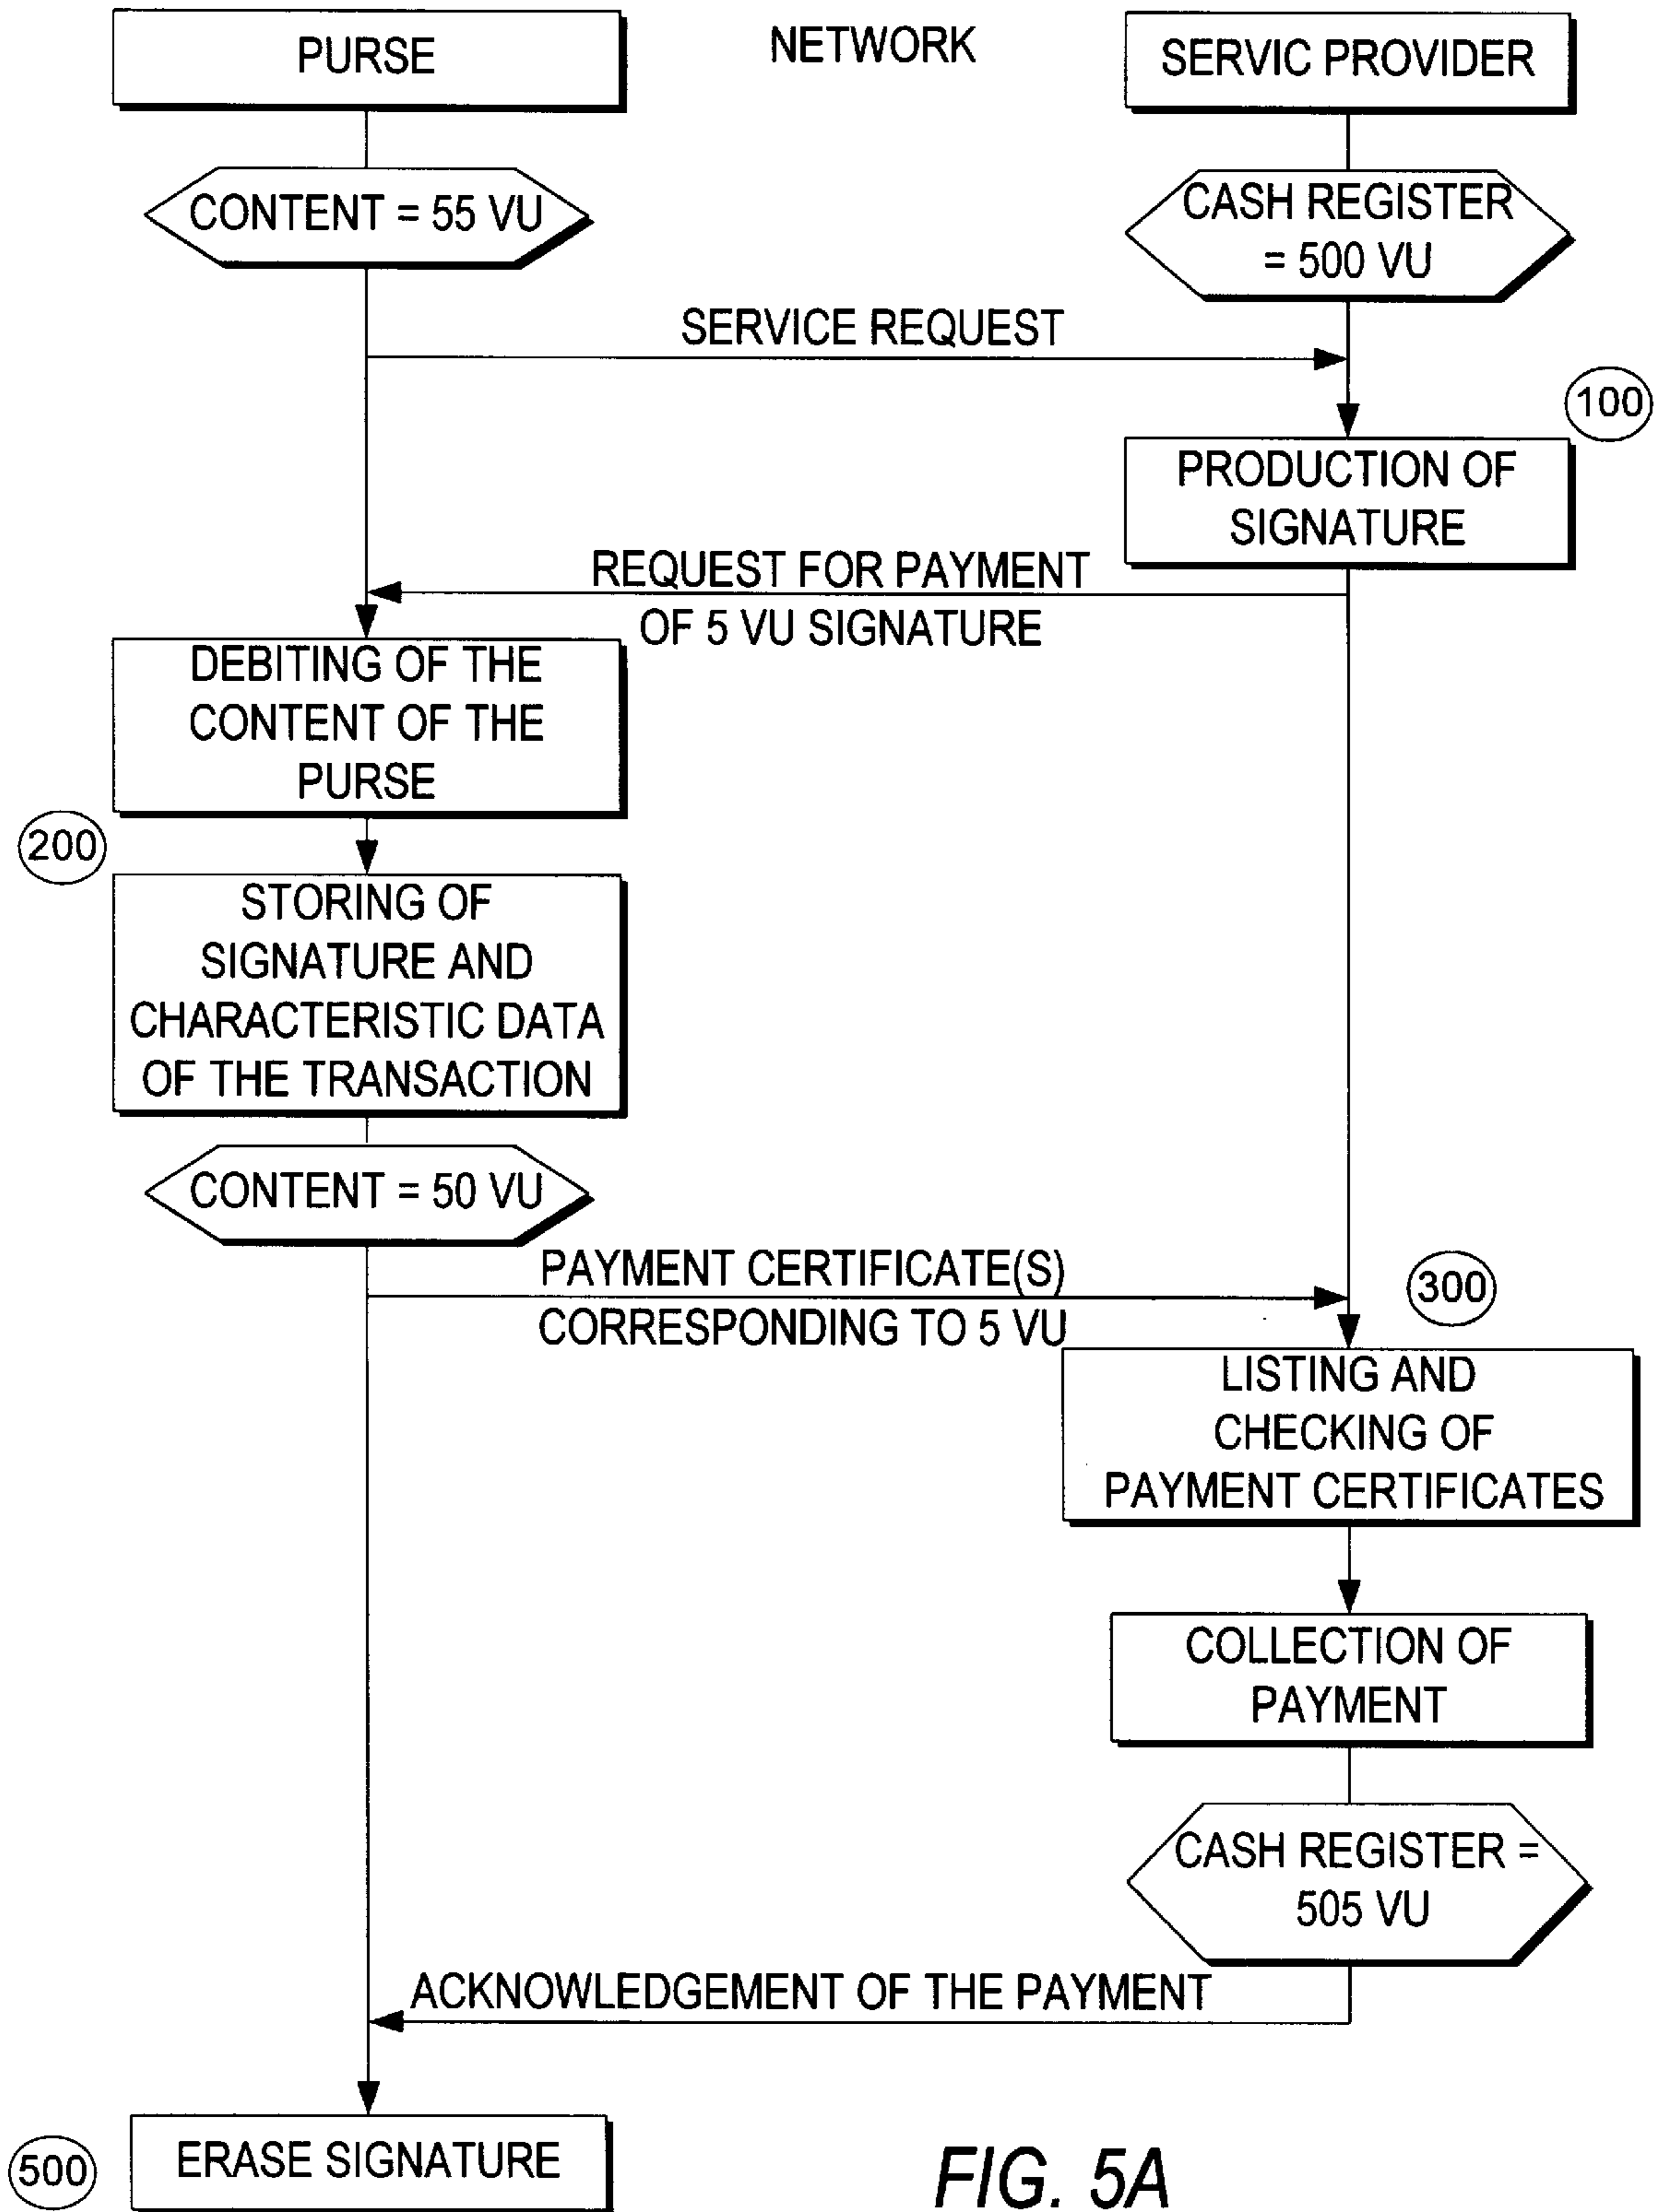 PURSE
NETWORK
SERVIC PROVIDER
CONTENT = 55 VU
CASH REGISTER
= 500 VU
SERVICE REQUEST
100
PRODUCTION OF
SIGNATURE
REQUEST FOR PAYMENT
OF 5 VU SIGNATURE
DEBITING OF THE
CONTENT OF THE
PURSE
200
STORING OF
SIGNATURE AND
CHARACTERISTIC DATA
OF THE TRANSACTION
CONTENT = 50 VU
PAYMENT CERTIFICATE(S)
CORRESPONDING TO 5 VU
300
LISTING AND
CHECKING OF
PAYMENT CERTIFICATES
COLLECTION OF
PAYMENT
CASH REGISTER =
505 VU
ACKNOWLEDGEMENT OF THE PAYMENT
500
ERASE SIGNATURE
FIG. 5A